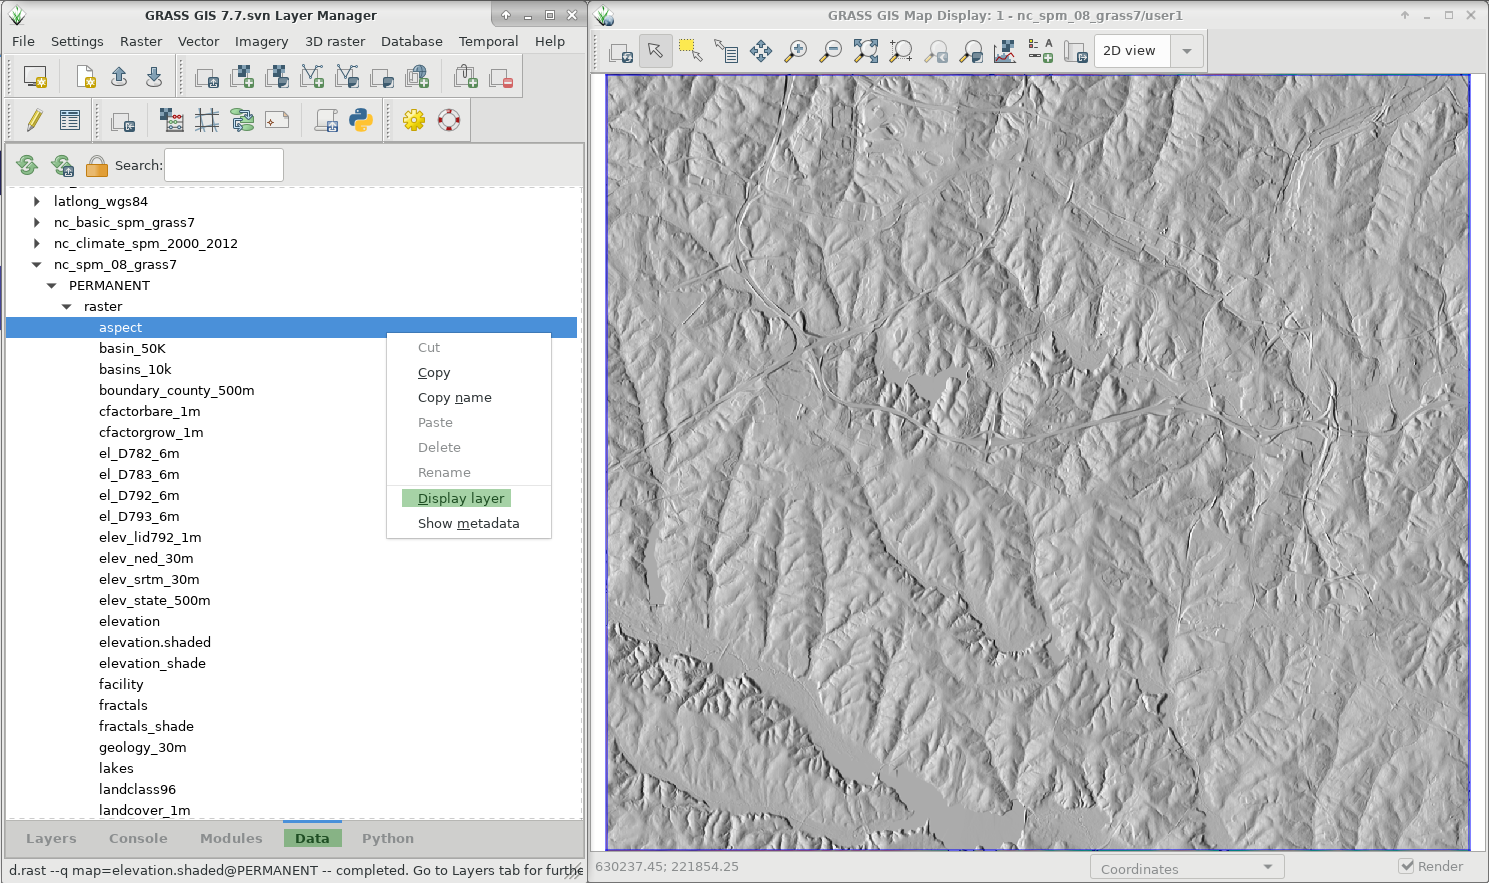 GRASS GIS 7.7.svn Layer Manager
File Settings Raster Vector Imagery 3D raster Database Temporal Help
Search:
latlong_wgs84
nc_basic_spm_grass7
nc_climate_spm_2000_2012
nc_spm_08_grass7
PERMANENT
raster
aspect
basin_50K
basins_10k
boundary_county_500m
cfactorbare_1m
cfactorgrow_1m
el_D782_6m
el_D783_6m
el_D792_6m
el_D793_6m
elev_lid792_1m
elev_ned_30m
elev_srtm_30m
elev_state_500m
elevation
elevation.shaded
elevation_shade
facility
fractals
fractals_shade
geology_30m
lakes
landclass96
landcover_1m
Cut
Copy
Copy name
Paste
Delete
Rename
Display layer
Show metadata
Layers Console Modules Data Python
d.rast --q map=elevation.shaded@PERMANENT -- completed. Go to Layers tab for furthe
GRASS GIS Map Display: 1 - nc_spm_08_grass7/user1
A
2D view
630237.45; 221854.25
Coordinates
Render